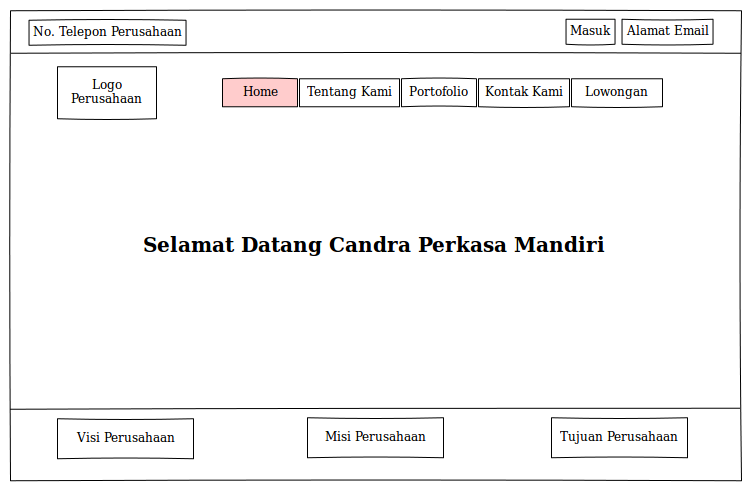 No. Telepon Perusahaan
Masuk
Alamat Email
Logo
Perusahaan
Home
Tentang Kami
Portofolio
Kontak Kami
Lowongan
Selamat Datang Candra Perkasa Mandiri
Visi Perusahaan
Misi Perusahaan
Tujuan Perusahaan